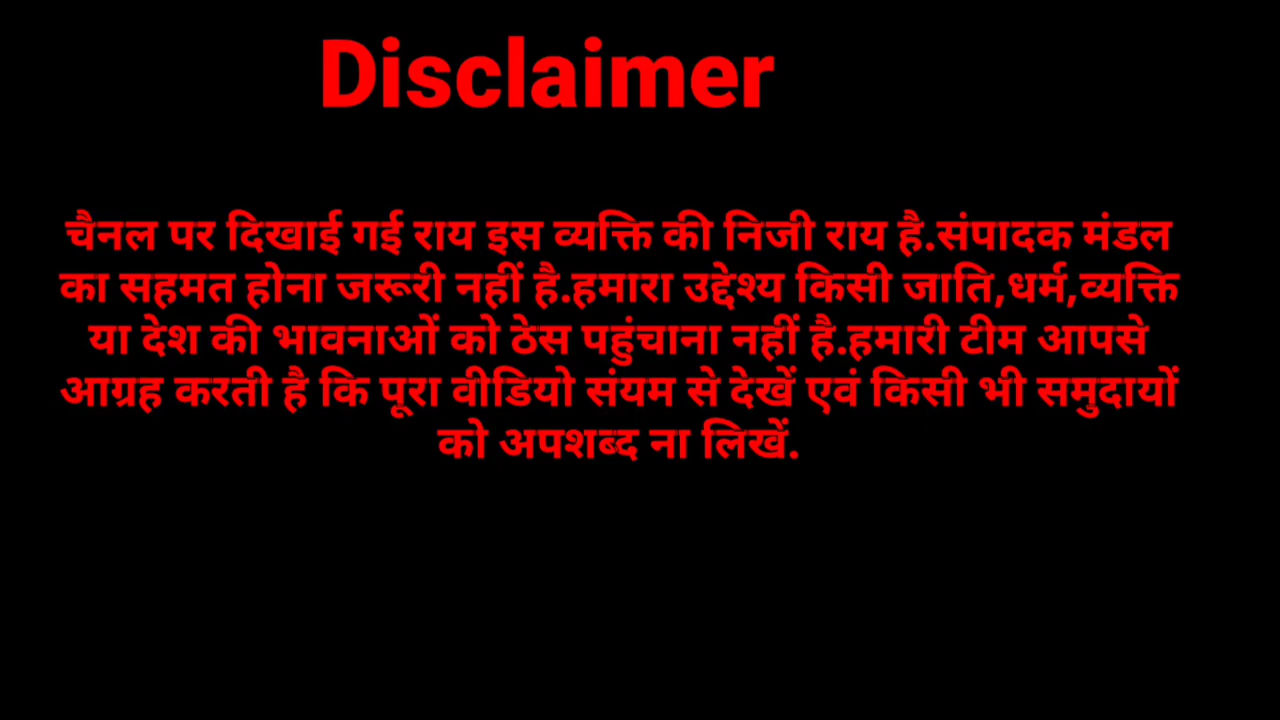 Disclaimer
चैनल पर दिखाई गई राय इस व्यक्ति की निजी राय है.संपादक मंडल
का सहमत होना जरूरी नहीं है.हमारा उद्देश्य किसी जाति,धर्म,व्यक्ति
या देश की भावनाओं को ठेस पहुंचाना नहीं है.हमारी टीम आपसे
आग्रह करती है कि पूरा वीडियो संयम से देखें एवं किसी भी समुदायों
को अपशब्द ना लिखें.